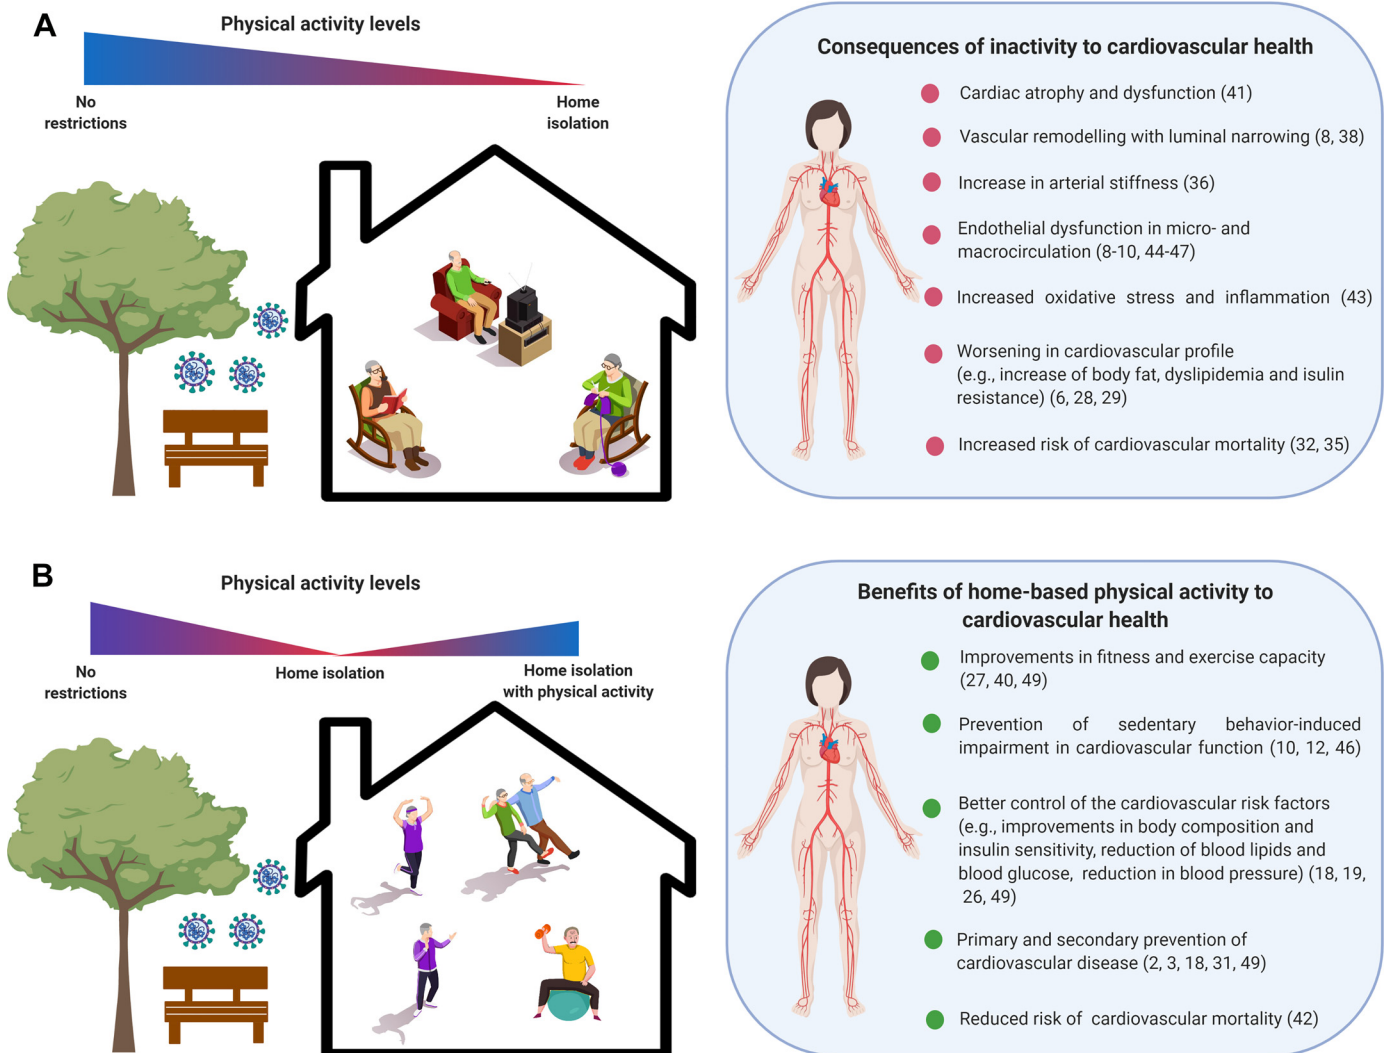 A
Physical activity levels
No
restrictions
Home
isolation
Consequences of inactivity to cardiovascular health
Cardiac atrophy and dysfunction (41)
Vascular remodelling with luminal narrowing (8, 38)
Increase in arterial stiffness (36)
Endothelial dysfunction in micro- and
macrocirculation (8-10, 44-47)
Increased oxidative stress and inflammation (43)
Worsening in cardiovascular profile
(e.g., increase of body fat, dyslipidemia and isulin
resistance) (6, 28, 29)
Increased risk of cardiovascular mortality (32, 35)
B
Physical activity levels
No
restrictions
Home isolation
Home isolation
with physical activity
Benefits of home-based physical activity to
cardiovascular health
Improvements in fitness and exercise capacity
(27, 40, 49)
Prevention of sedentary behavior-induced
impairment in cardiovascular function (10, 12, 46)
Better control of the cardiovascular risk factors
(e.g., improvements in body composition and
insulin sensitivity, reduction of blood lipids and
blood glucose, reduction in blood pressure) (18, 19,
26, 49)
Primary and secondary prevention of
cardiovascular disease (2, 3, 18, 31, 49)
Reduced risk of cardiovascular mortality (42)